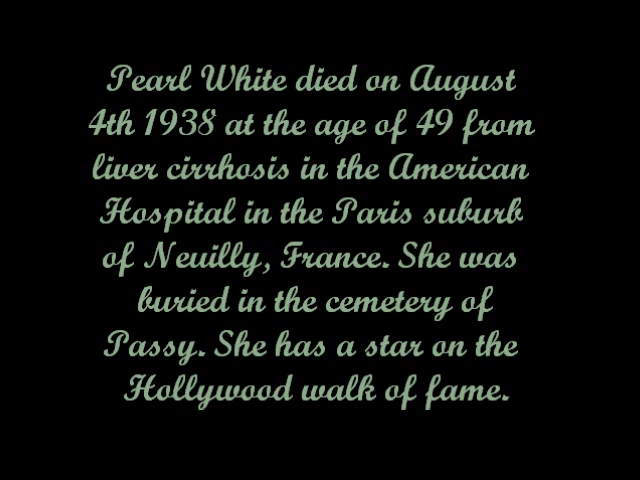 Pearl White died on August
4th 1938 at the age of 49 from
liver cirrhosis in the American
Hospital in the Paris suburb
of Neuilly, France. She was
buried in the cemetery of
Passy. She has a star on the
Hollywood walk of fame.